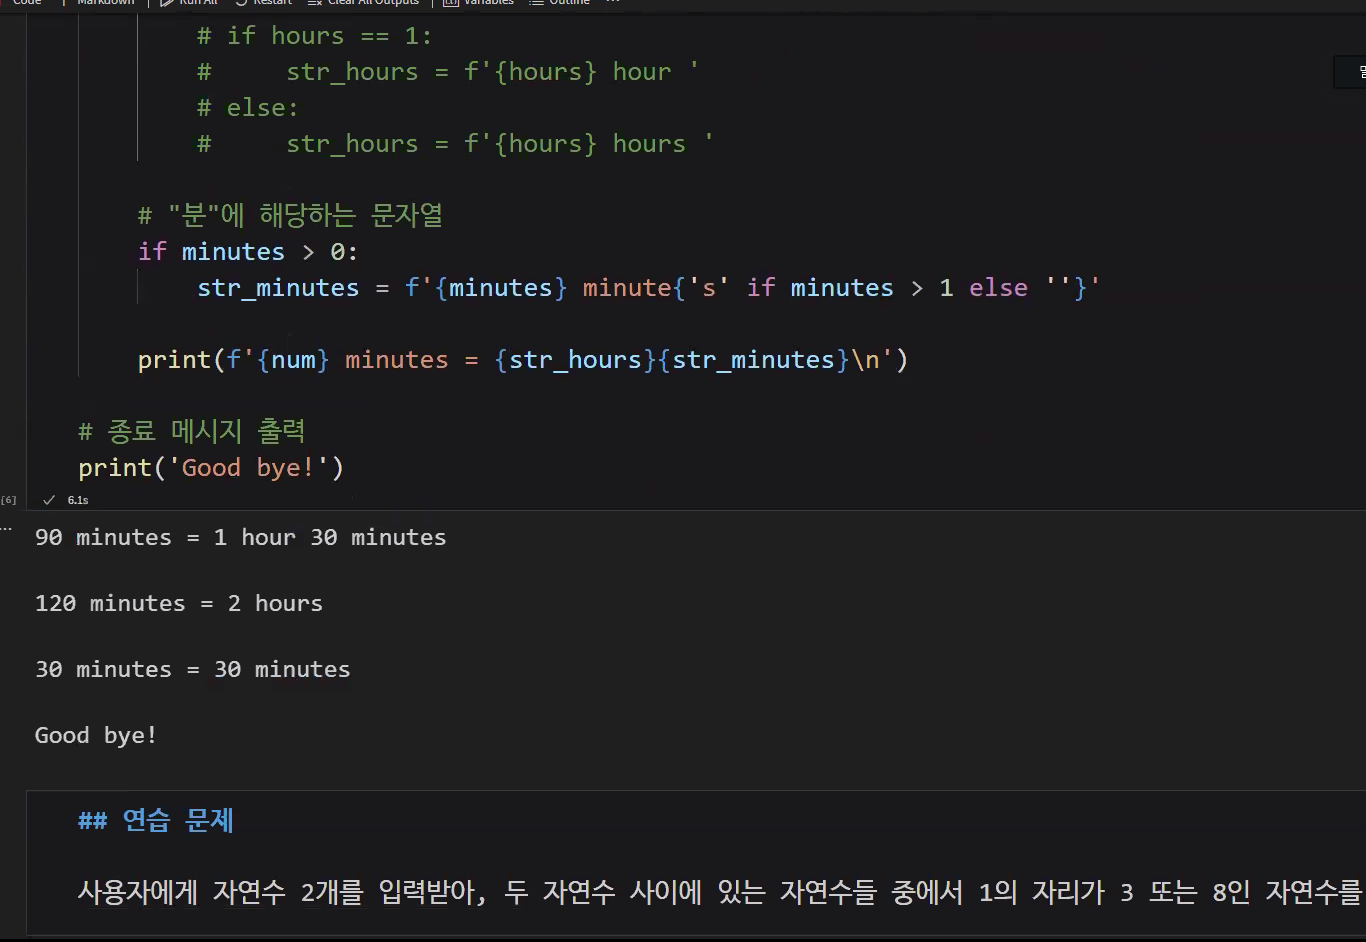 Code Markdown Run All Restart Clear All Outputs Variables Outline ...
# if hours == 1:
#     str_hours = f'{hours} hour '
# else:
#     str_hours = f'{hours} hours '
# "분"에 해당하는 문자열
if minutes > 0:
    str_minutes = f'{minutes} minute{'s' if minutes > 1 else ''}'
print(f'{num} minutes = {str_hours}{str_minutes}\n')
# 종료 메시지 출력
print('Good bye!')
[6] 6.1s
90 minutes = 1 hour 30 minutes
120 minutes = 2 hours
30 minutes = 30 minutes
Good bye!
## 연습 문제
사용자에게 자연수 2개를 입력받아, 두 자연수 사이에 있는 자연수들 중에서 1의 자리가 3 또는 8인 자연수를